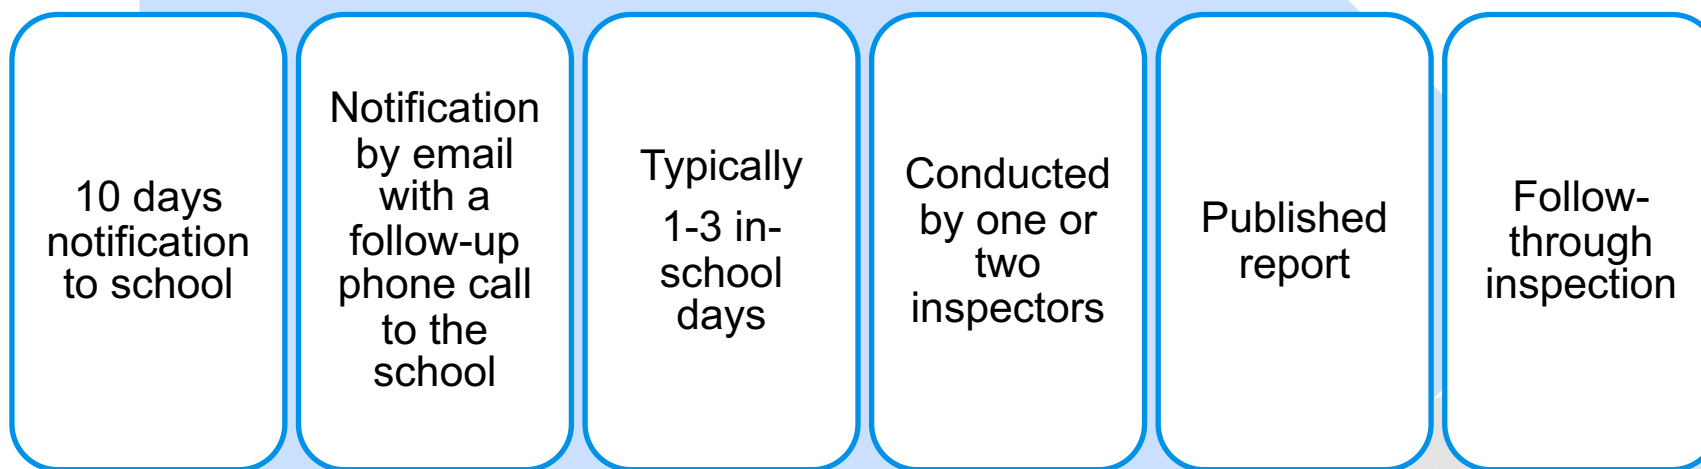 10 days
notification
to school
Notification
by email
with a
follow-up
phone call
to the
school
Typically
1-3 in-
school
days
Conducted
by one or
two
inspectors
Published
report
Follow-
through
inspection